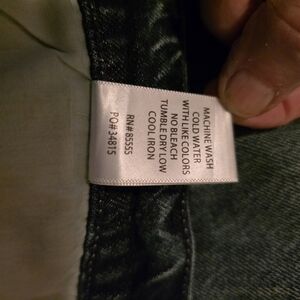 MACHINE WASH
COLD WATER
WITH LIKE COLORS
NO BLEACH
TUMBLE DRY LOW
COOL IRON
RN# 85555
PO# 34815